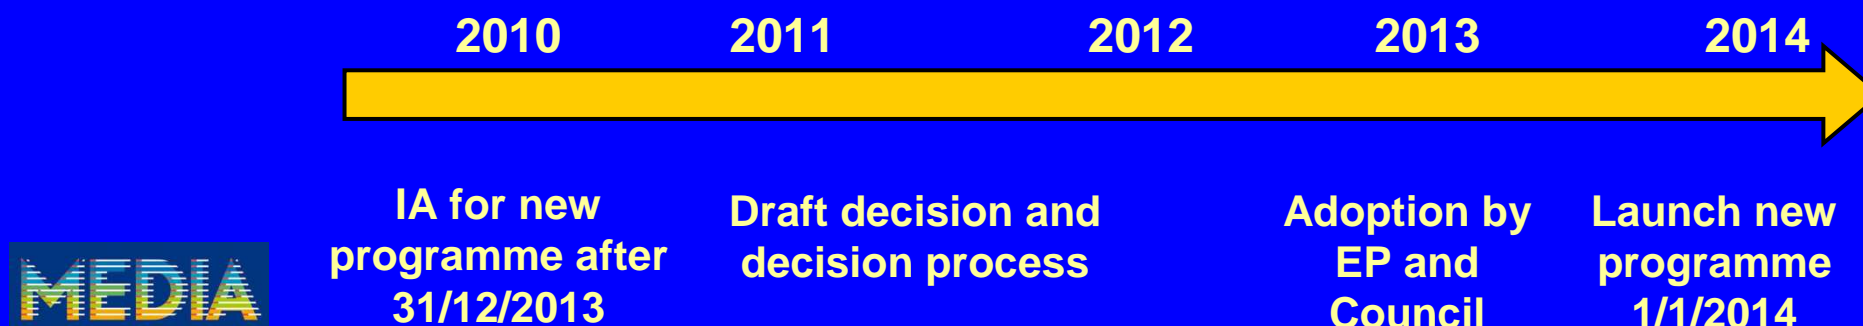 2010 2011 2012 2013 2014
IA for new
programme after
31/12/2013
Draft decision and
decision process
Adoption by
EP and
Council
Launch new
programme
1/1/2014
MEDIA